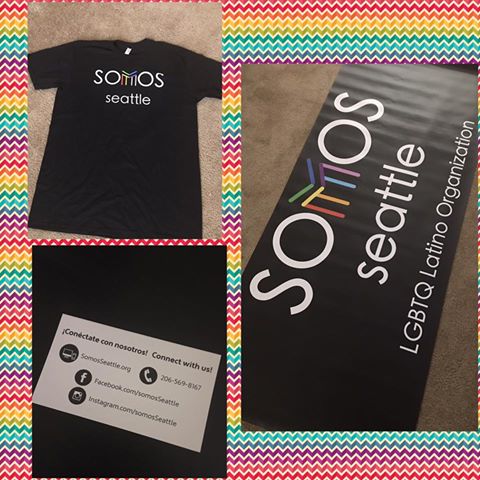 SOMOS
seattle
SOMOS
seattle
LGBTQ Latino Organization
¡Conéctate con nosotros! Connect with us!
SomosSeattle.org 206-569-8167
Facebook.com/somosSeattle
Instagram.com/somosSeattle